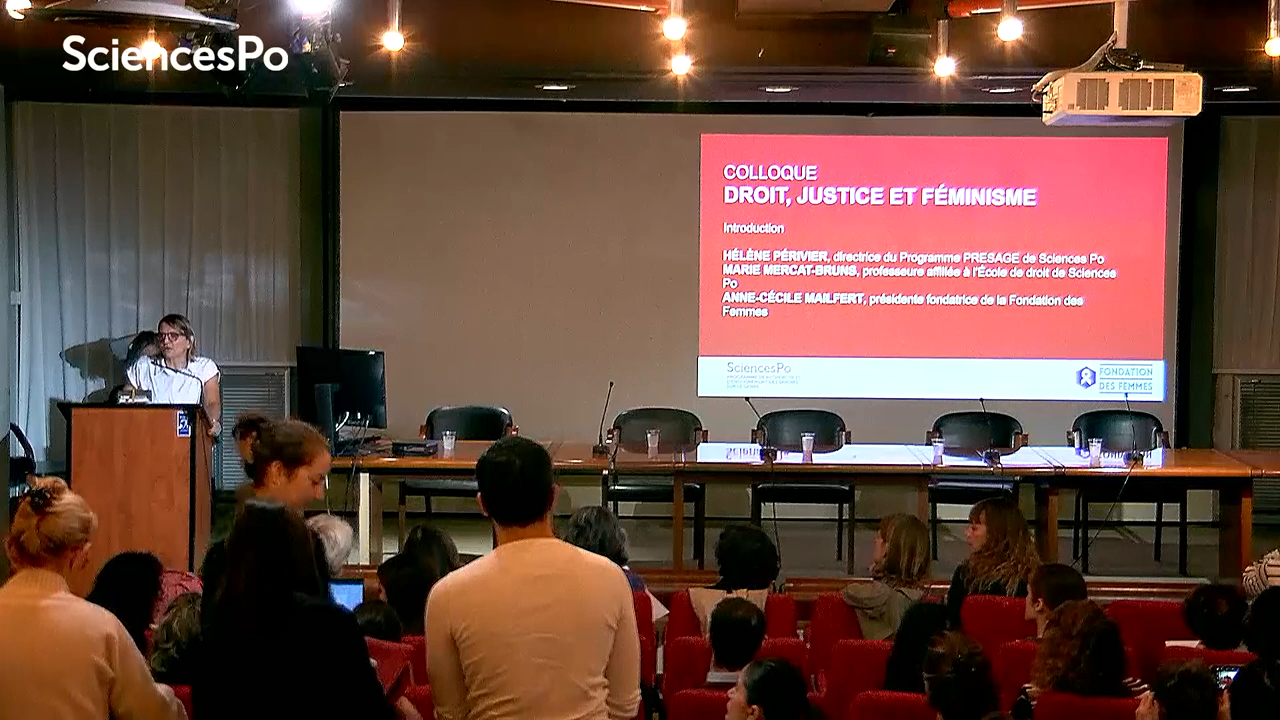 SciencesPo
COLLOQUE
DROIT, JUSTICE ET FÉMINISME
Introduction
HÉLÈNE PÉRIVIER, directrice du Programme PRESAGE de Sciences Po
MARIE MERCAT-BRUNS, professeure affiliée à l'École de droit de Sciences
Po
ANNE-CÉCILE MAILFERT, présidente fondatrice de la Fondation des
Femmes
SciencesPo
FONDATION
DES FEMMES